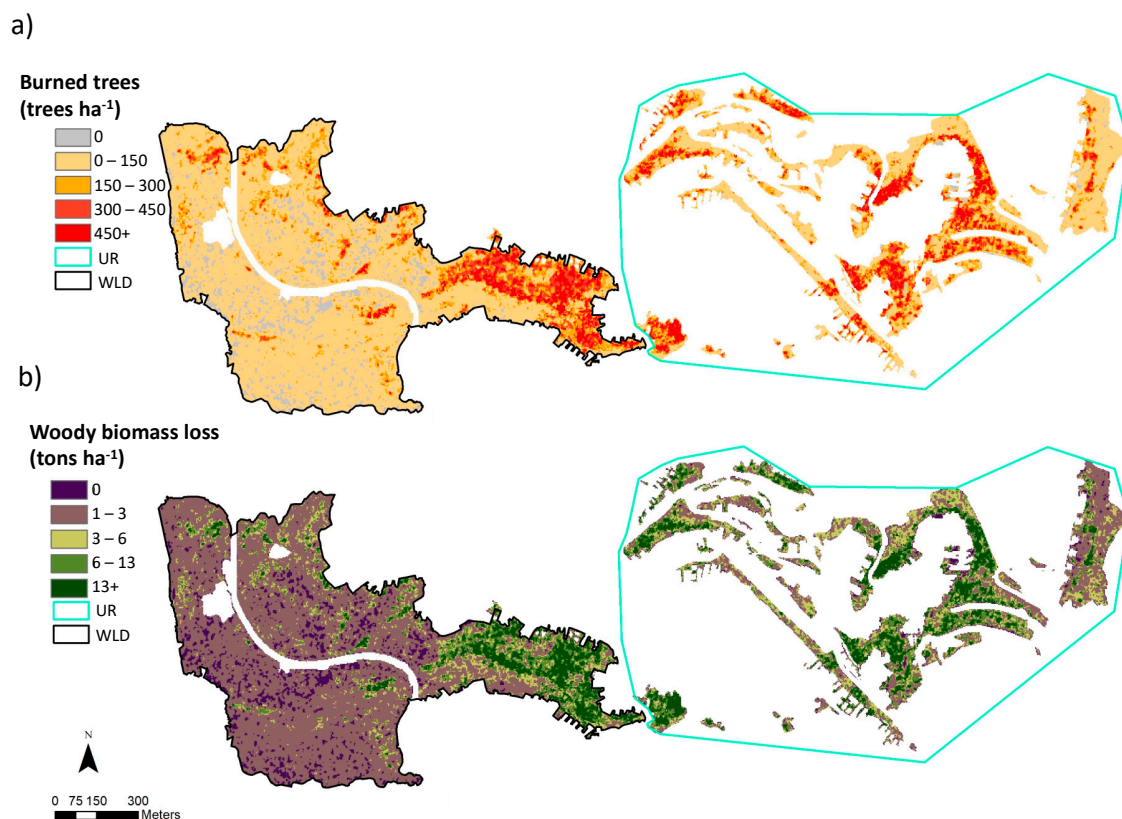 a)
Burned trees
(trees ha⁻¹)
0
0 – 150
150 – 300
300 – 450
450+
UR
WLD
b)
Woody biomass loss
(tons ha⁻¹)
0
1 – 3
3 – 6
6 – 13
13+
UR
WLD
N
0 75 150 300
Meters